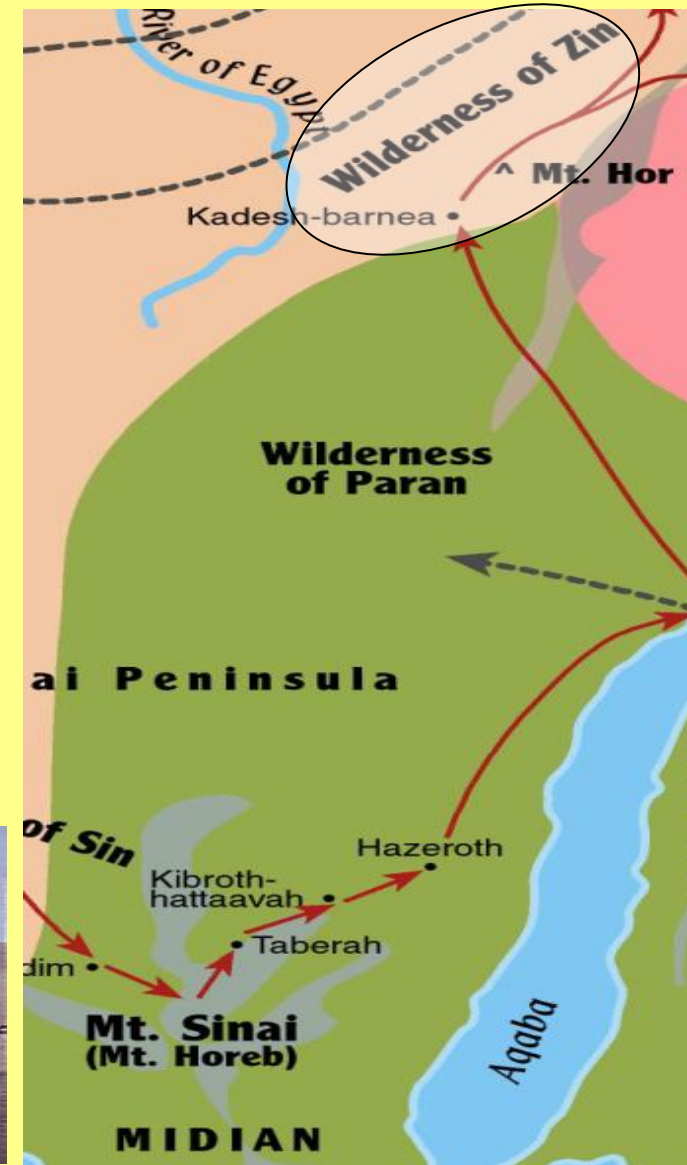 River of Egypt
Wilderness of Zin
^ Mt. Hor
Kadesh-barnea
Wilderness
of Paran
ai Peninsula
of Sin
Hazeroth
Kibroth-
hattaavah
Taberah
dim
Mt. Sinai
(Mt. Horeb)
Aqaba
MIDIAN